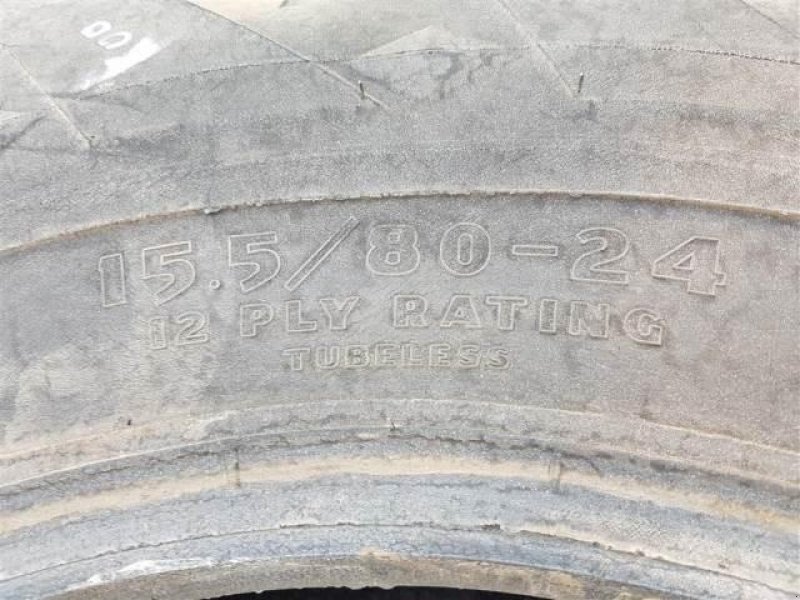 15.5/80-24
12 PLY RATING
TUBELESS